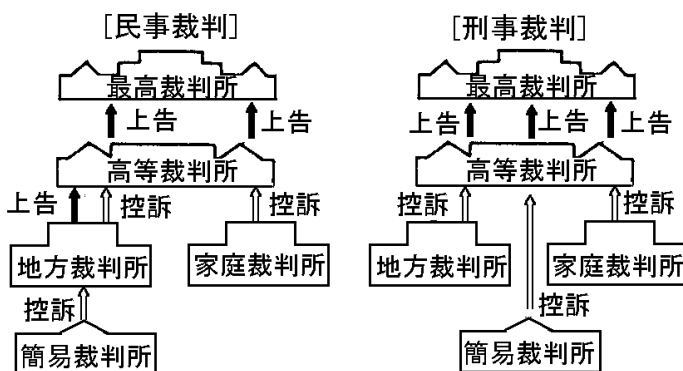 [民事裁判]
最高裁判所
上告
上告
高等裁判所
上告
控訴
控訴
地方裁判所
家庭裁判所
控訴
簡易裁判所
[刑事裁判]
最高裁判所
上告
上告
上告
高等裁判所
控訴
控訴
地方裁判所
家庭裁判所
控訴
簡易裁判所